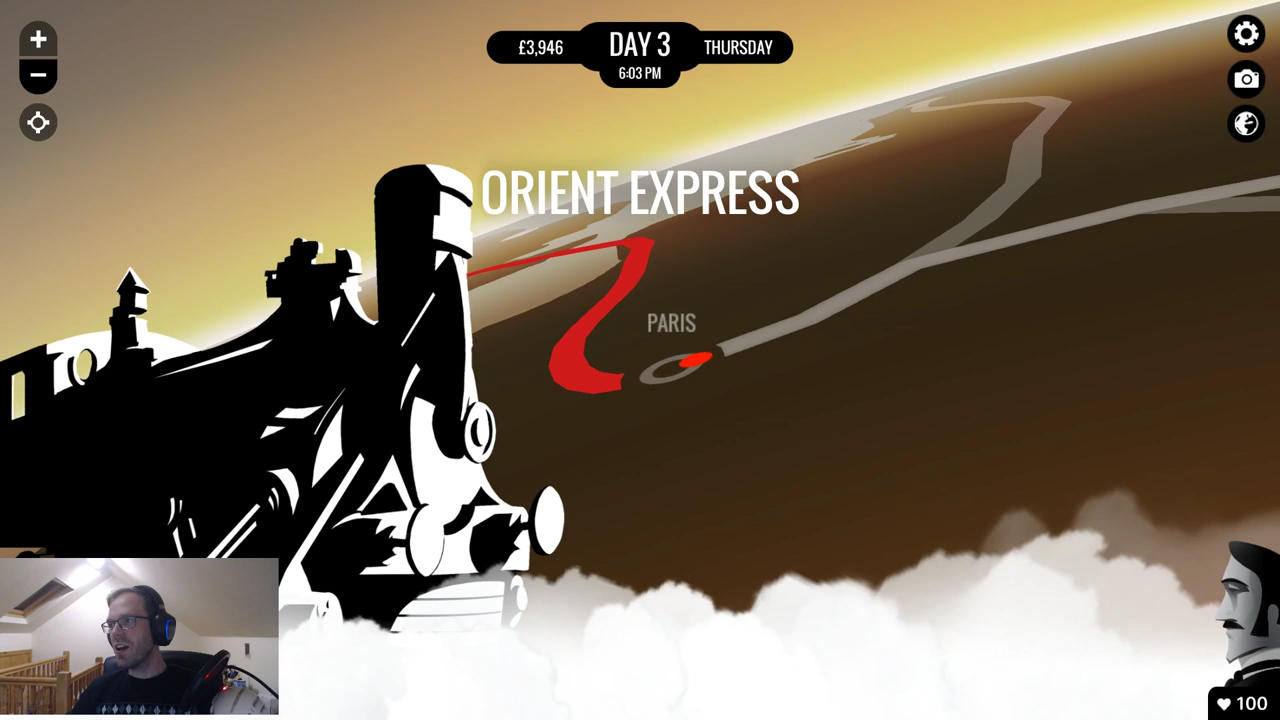 £3,946
DAY 3
THURSDAY
6:03 PM
ORIENT EXPRESS
PARIS
100